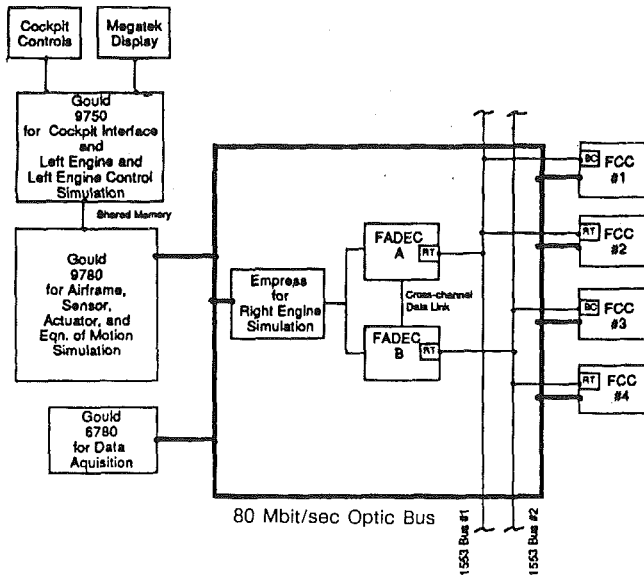 Cockpit
Controls
Megatek
Display
Gould
9750
for Cockpit Interface
and
Left Engine and
Left Engine Control
Simulation
Shared Memory
Gould
9780
for Airframe,
Sensor,
Actuator, and
Eqn. of Motion
Simulation
Gould
6780
for Data
Aquisition
Empress
for
Right Engine
Simulation
FADEC
A
RT
Cross-channel
Data Link
FADEC
B
RT
BC
FCC
#1
RT
FCC
#2
BC
FCC
#3
RT
FCC
#4
80 Mbit/sec Optic Bus
1553 Bus #1
1553 Bus #2